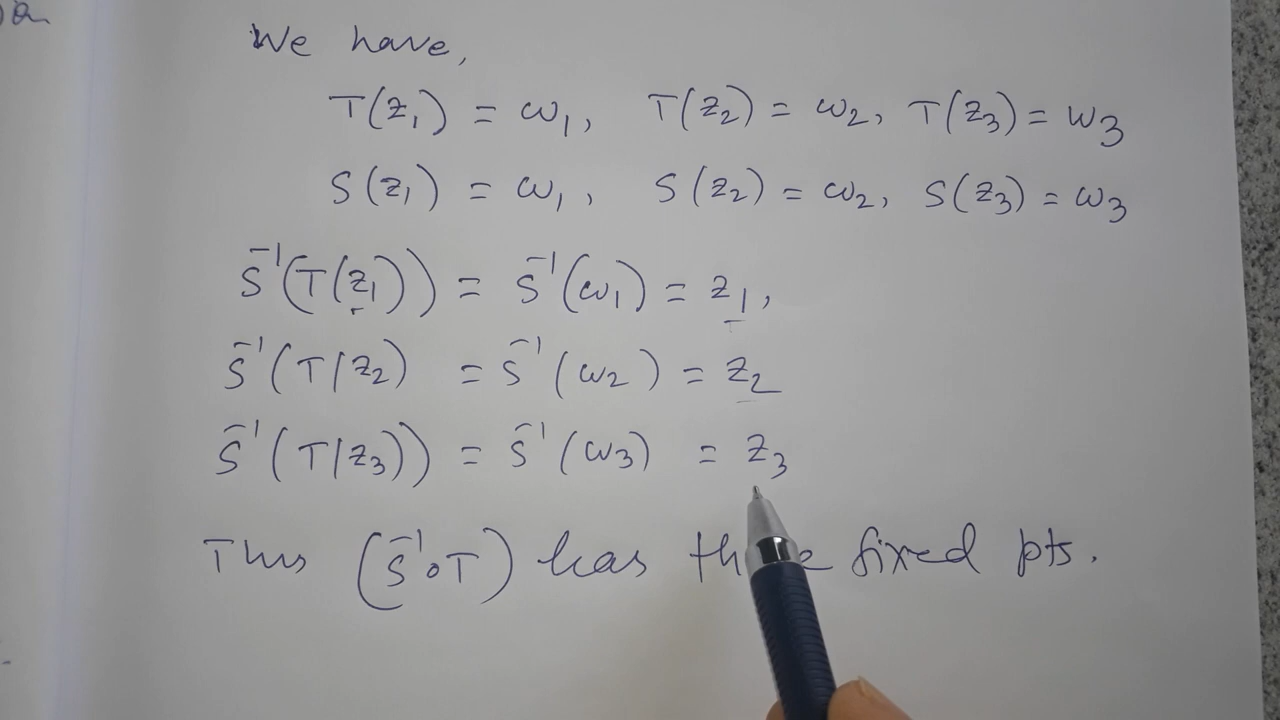 We have,
T(z₁) = ω₁, T(z₂) = ω₂, T(z₃) = ω₃
S(z₁) = ω₁, S(z₂) = ω₂, S(z₃) = ω₃
S⁻¹(T(z₁)) = S⁻¹(ω₁) = z₁,
S⁻¹(T(z₂) = S⁻¹(ω₂) = z₂
S⁻¹(T(z₃)) = S⁻¹(ω₃) = z₃
Thus (S⁻¹∘T) has fixed pts.